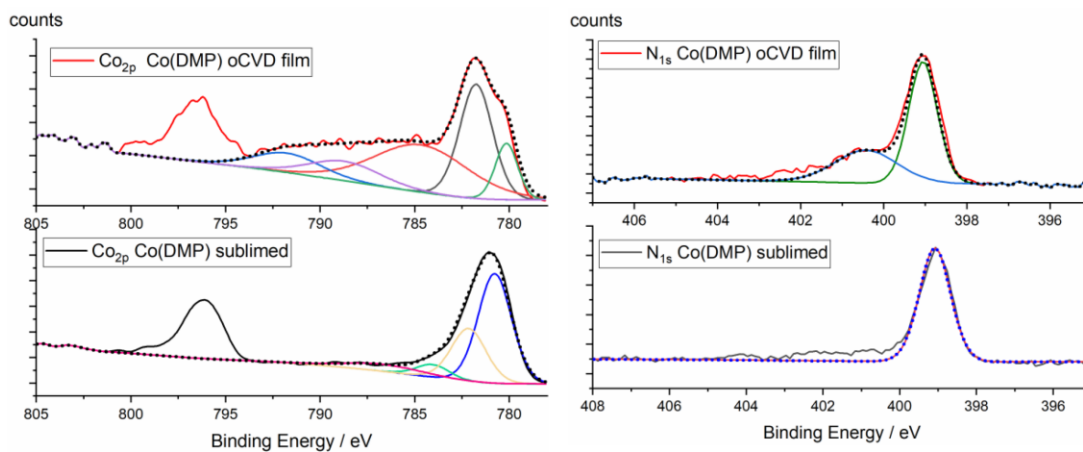 counts
Co2p Co(DMP) oCVD film
805 800 795 790 785 780
Co2p Co(DMP) sublimed
805 800 795 790 785 780
Binding Energy / eV
counts
N1s Co(DMP) oCVD film
406 404 402 400 398 396
N1s Co(DMP) sublimed
408 406 404 402 400 398 396
Binding Energy / eV